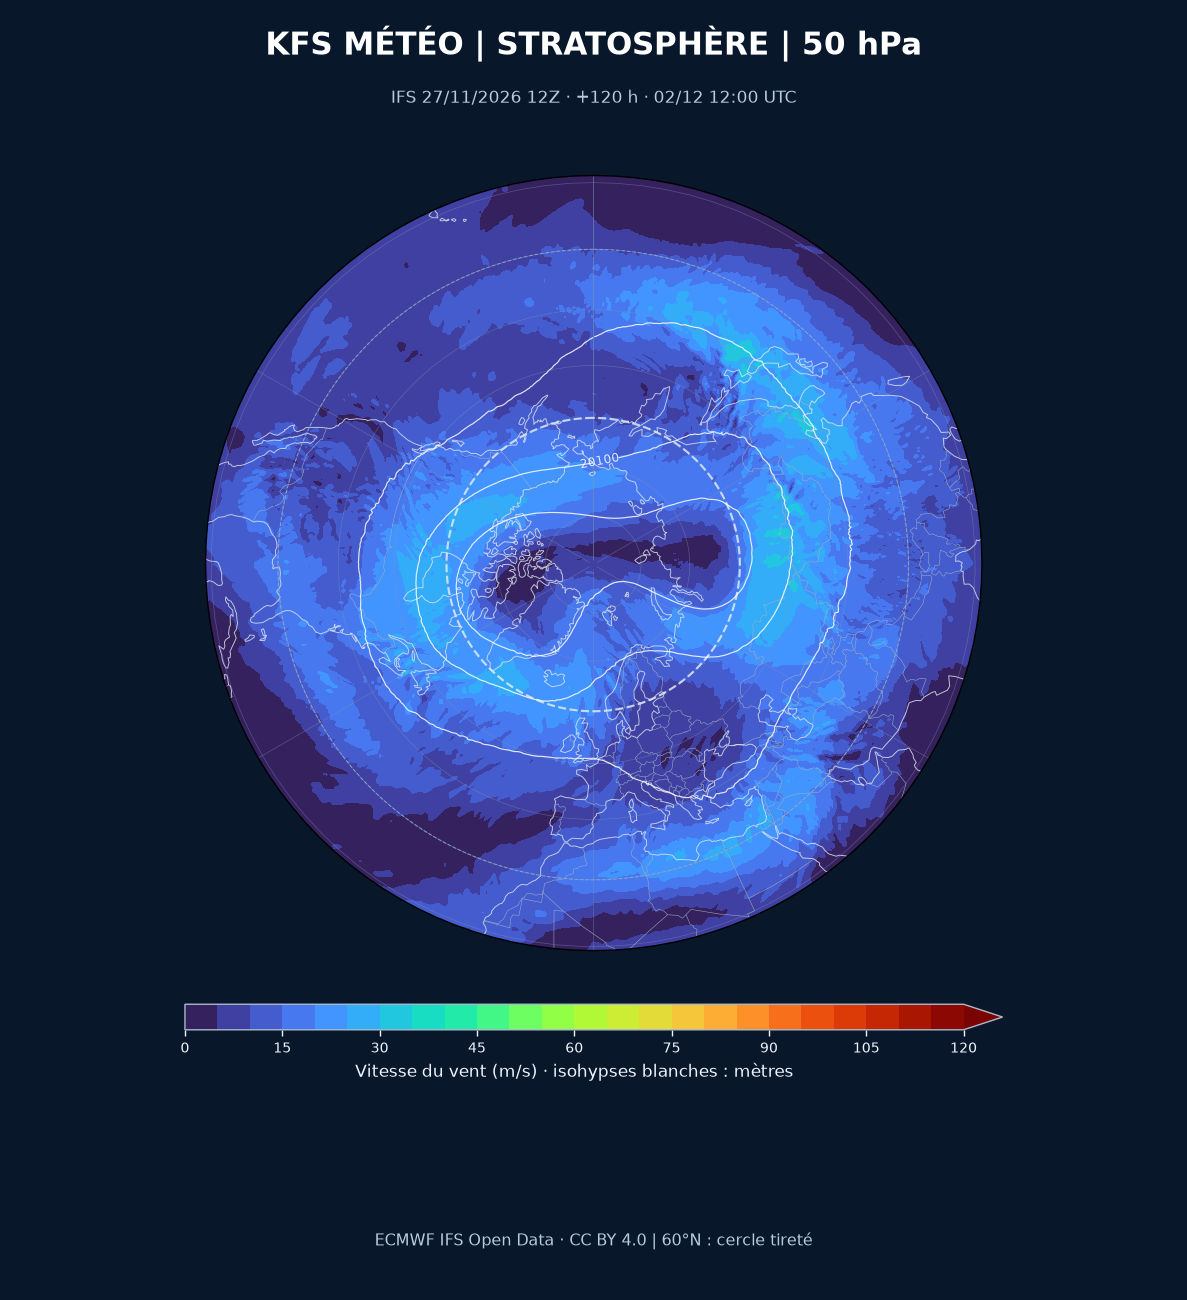 KFS MÉTÉO | STRATOSPHÈRE | 50 hPa
IFS 27/11/2026 12Z · +120 h · 02/12 12:00 UTC
20100
0 15 30 45 60 75 90 105 120
Vitesse du vent (m/s) · isohypses blanches : mètres
ECMWF IFS Open Data · CC BY 4.0 | 60°N : cercle tireté